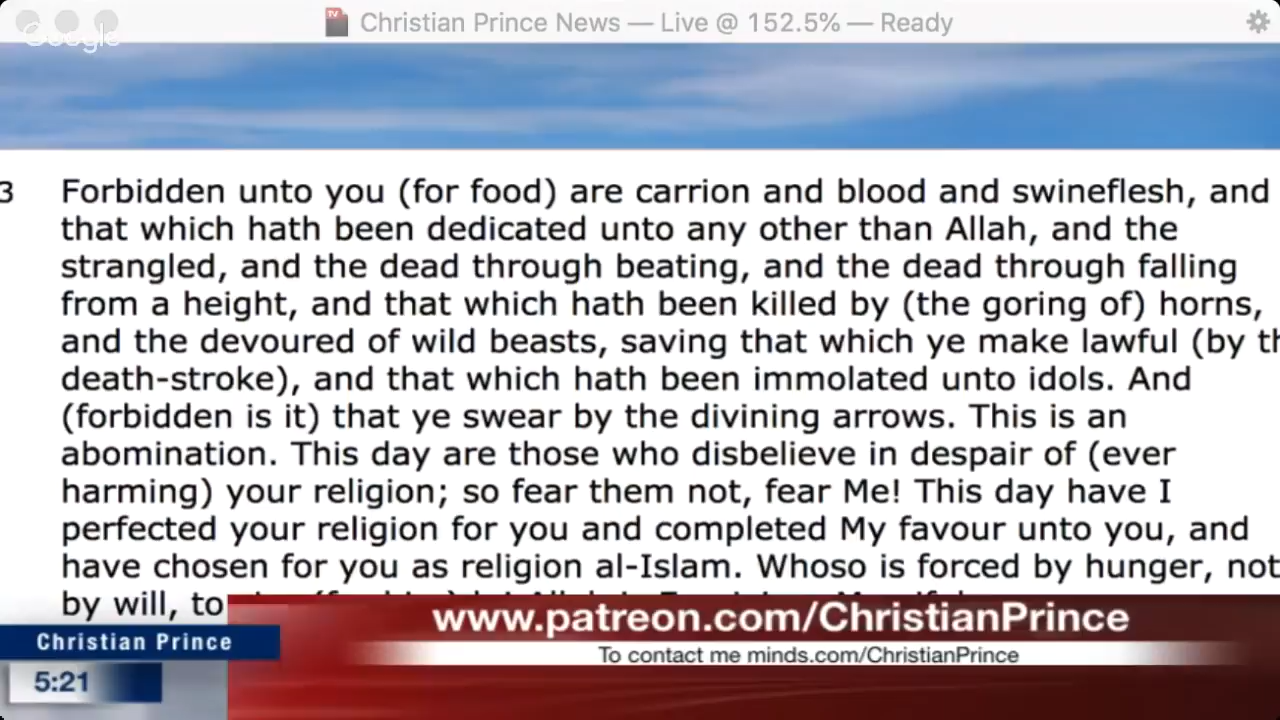 Christian Prince News — Live @ 152.5% — Ready
Google
3 Forbidden unto you (for food) are carrion and blood and swineflesh, and
that which hath been dedicated unto any other than Allah, and the
strangled, and the dead through beating, and the dead through falling
from a height, and that which hath been killed by (the goring of) horns,
and the devoured of wild beasts, saving that which ye make lawful (by th
death-stroke), and that which hath been immolated unto idols. And
(forbidden is it) that ye swear by the divining arrows. This is an
abomination. This day are those who disbelieve in despair of (ever
harming) your religion; so fear them not, fear Me! This day have I
perfected your religion for you and completed My favour unto you, and
have chosen for you as religion al-Islam. Whoso is forced by hunger, not
by will, to
www.patreon.com/ChristianPrince
Christian Prince
To contact me minds.com/ChristianPrince
5:21